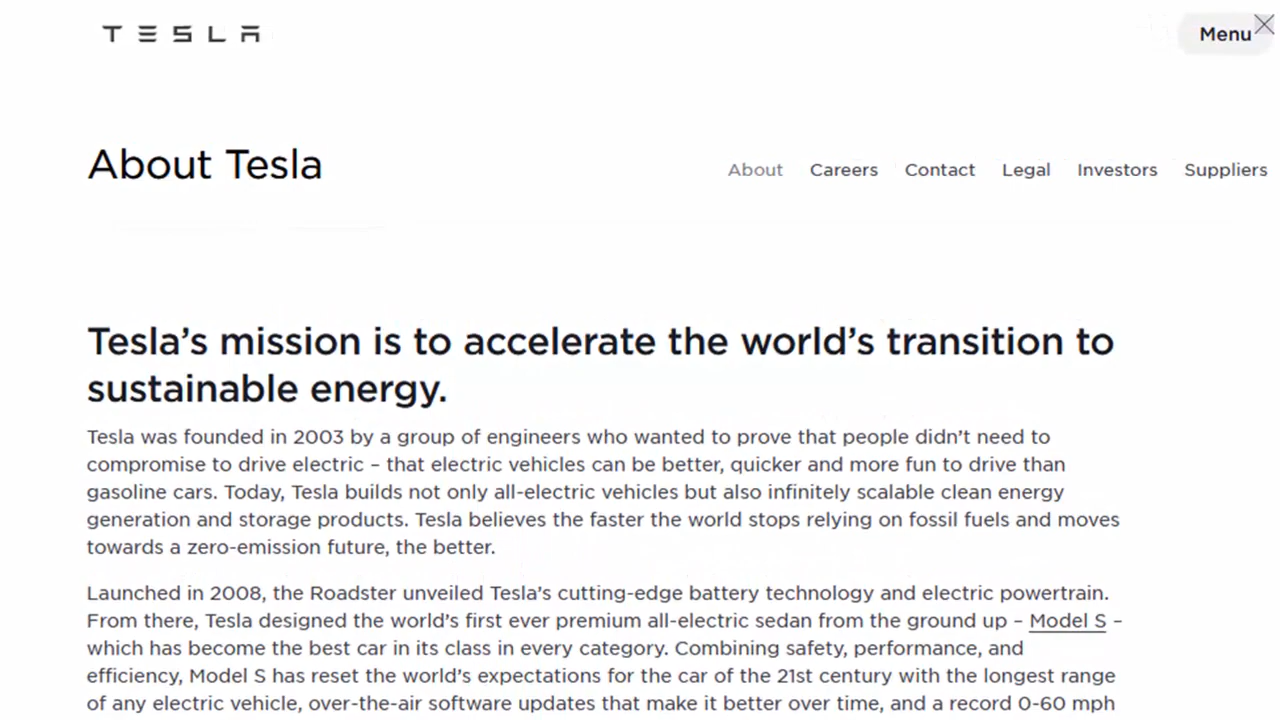 TESLA
Menu
About Tesla
About Careers Contact Legal Investors Suppliers
Tesla’s mission is to accelerate the world’s transition to
sustainable energy.
Tesla was founded in 2003 by a group of engineers who wanted to prove that people didn’t need to
compromise to drive electric – that electric vehicles can be better, quicker and more fun to drive than
gasoline cars. Today, Tesla builds not only all-electric vehicles but also infinitely scalable clean energy
generation and storage products. Tesla believes the faster the world stops relying on fossil fuels and moves
towards a zero-emission future, the better.
Launched in 2008, the Roadster unveiled Tesla’s cutting-edge battery technology and electric powertrain.
From there, Tesla designed the world’s first ever premium all-electric sedan from the ground up – Model S –
which has become the best car in its class in every category. Combining safety, performance, and
efficiency, Model S has reset the world’s expectations for the car of the 21st century with the longest range
of any electric vehicle, over-the-air software updates that make it better over time, and a record 0-60 mph